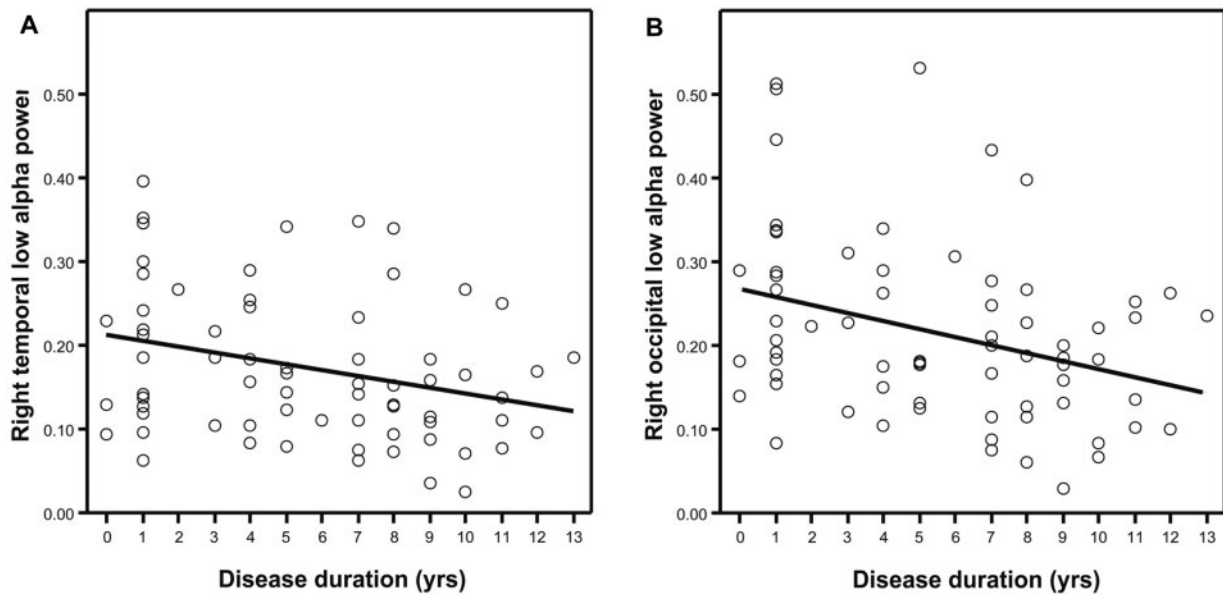 A
Right temporal low alpha power
0.50
0.40
0.30
0.20
0.10
0.00
0 1 2 3 4 5 6 7 8 9 10 11 12 13
Disease duration (yrs)
B
Right occipital low alpha power
0.50
0.40
0.30
0.20
0.10
0.00
0 1 2 3 4 5 6 7 8 9 10 11 12 13
Disease duration (yrs)